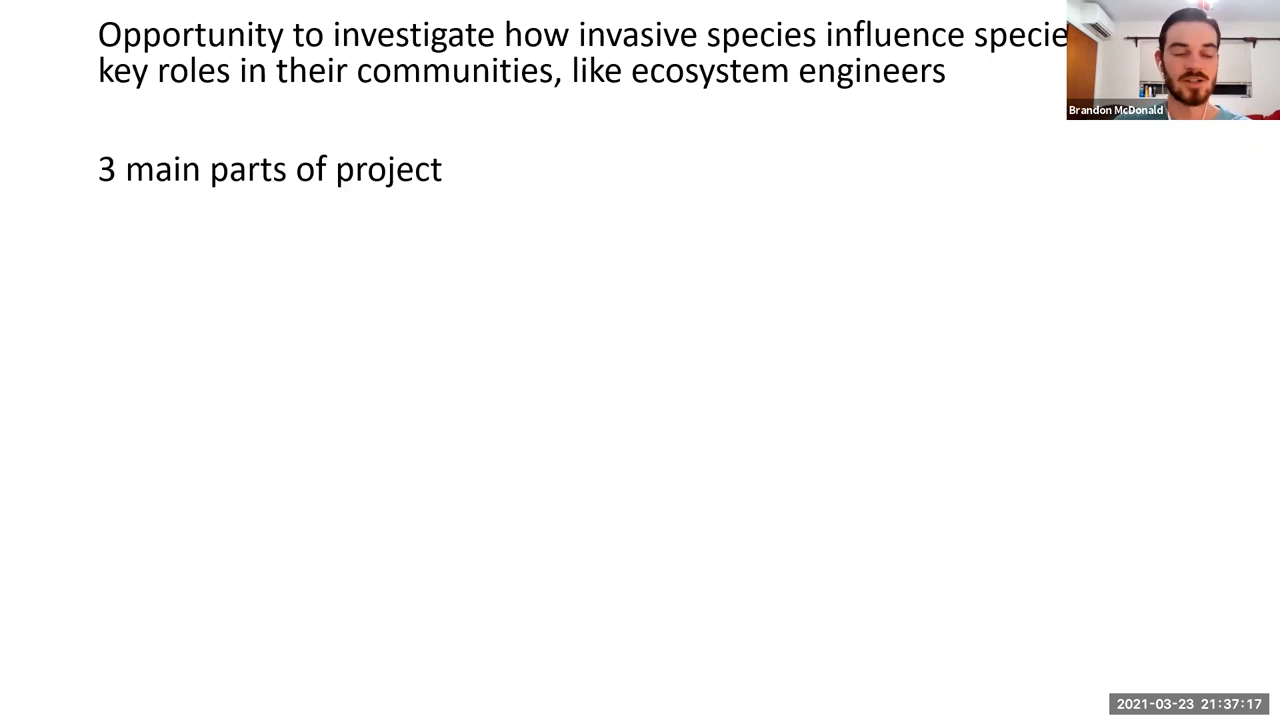 Opportunity to investigate how invasive species influence specie
key roles in their communities, like ecosystem engineers
Brandon McDonald
3 main parts of project
2021-03-23 21:37:17